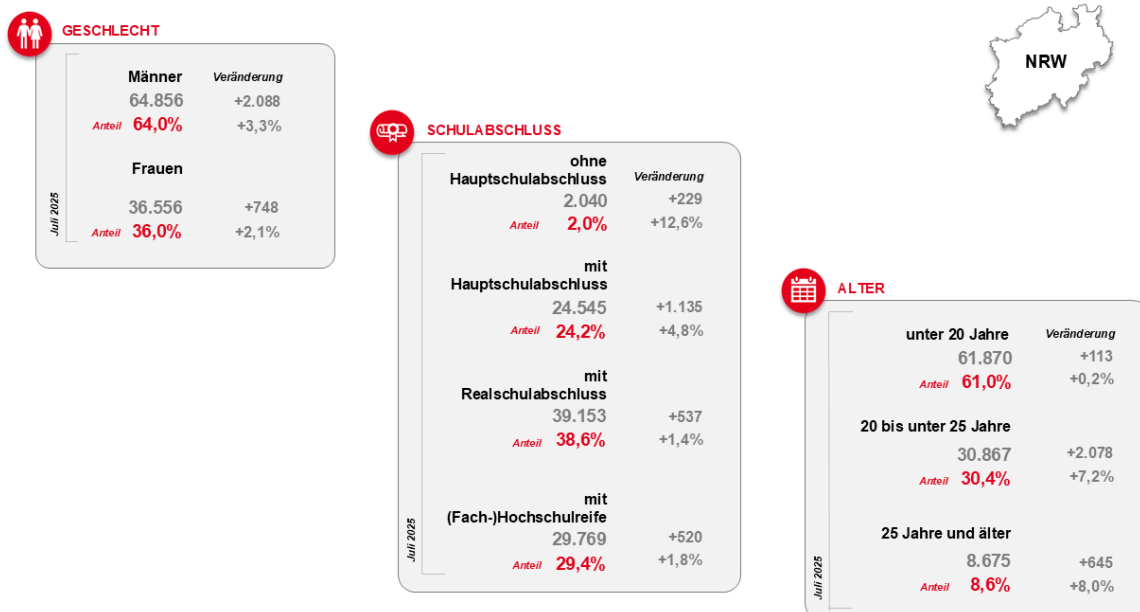 GESCHLECHT
Männer Veränderung
64.856 +2.088
Anteil 64,0% +3,3%
Frauen
36.556 +748
Anteil 36,0% +2,1%
Juli 2025
NRW
SCHULABSCHLUSS
ohne
Hauptschulabschluss Veränderung
2.040 +229
Anteil 2,0% +12,6%
mit
Hauptschulabschluss
24.545 +1.135
Anteil 24,2% +4,8%
mit
Realschulabschluss
39.153 +537
Anteil 38,6% +1,4%
mit
(Fach-)Hochschulreife
29.769 +520
Anteil 29,4% +1,8%
Juli 2025
ALTER
unter 20 Jahre Veränderung
61.870 +113
Anteil 61,0% +0,2%
20 bis unter 25 Jahre
30.867 +2.078
Anteil 30,4% +7,2%
25 Jahre und älter
8.675 +645
Anteil 8,6% +8,0%
Juli 2025